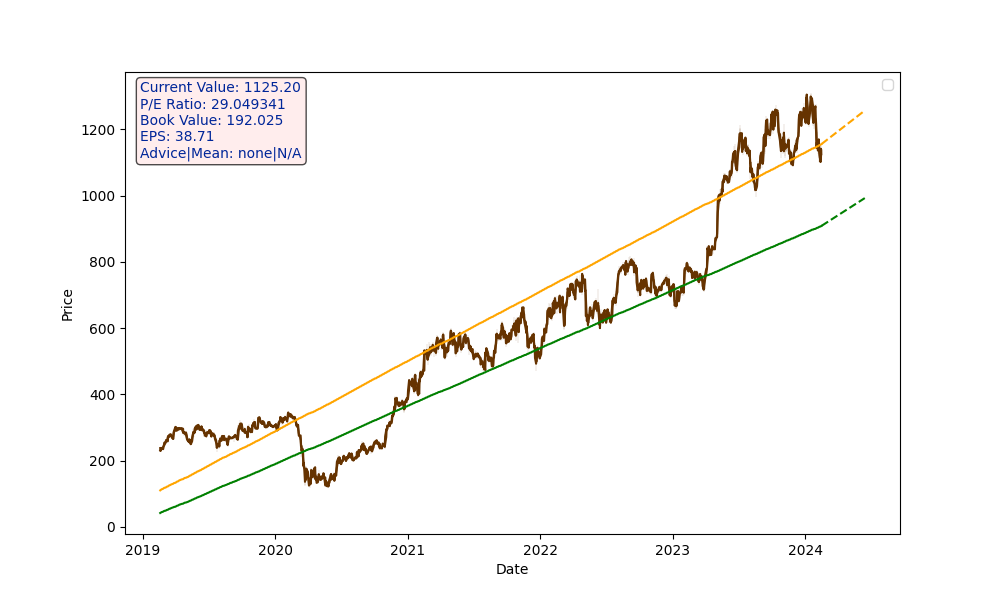 Current Value: 1125.20
P/E Ratio: 29.049341
Book Value: 192.025
EPS: 38.71
Advice|Mean: none|N/A
1200
1000
800
600
400
200
0
Price
2019 2020 2021 2022 2023 2024
Date